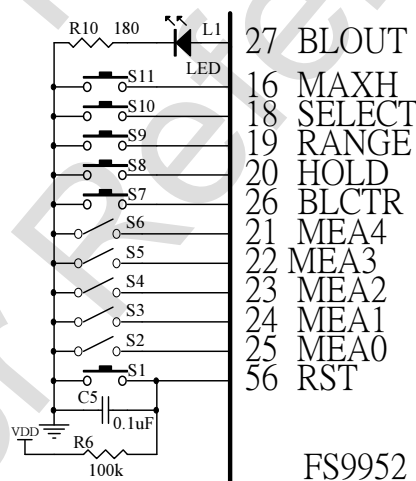 R10 180 L1 27 BLOUT
LED
S11 16 MAXH
S10 18 SELECT
S9 19 RANGE
S8 20 HOLD
S7 26 BLCTR
S6 21 MEA4
S5 22 MEA3
S4 23 MEA2
S3 24 MEA1
S2 25 MEA0
S1 56 RST
C5
0.1uF
VDD
R6
100k
FS9952